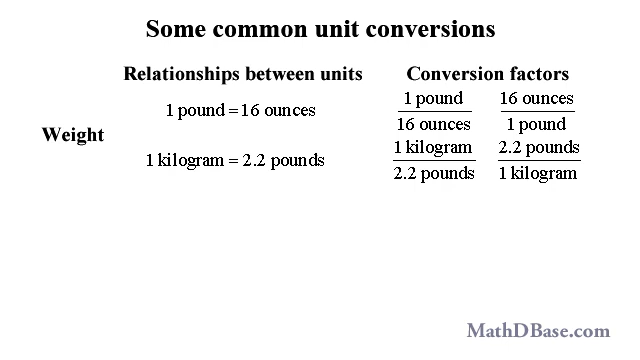 Some common unit conversions
Relationships between units Conversion factors
Weight
1 pound = 16 ounces
1 pound
16 ounces
16 ounces
1 pound
1 kilogram = 2.2 pounds
1 kilogram
2.2 pounds
2.2 pounds
1 kilogram
MathDBase.com